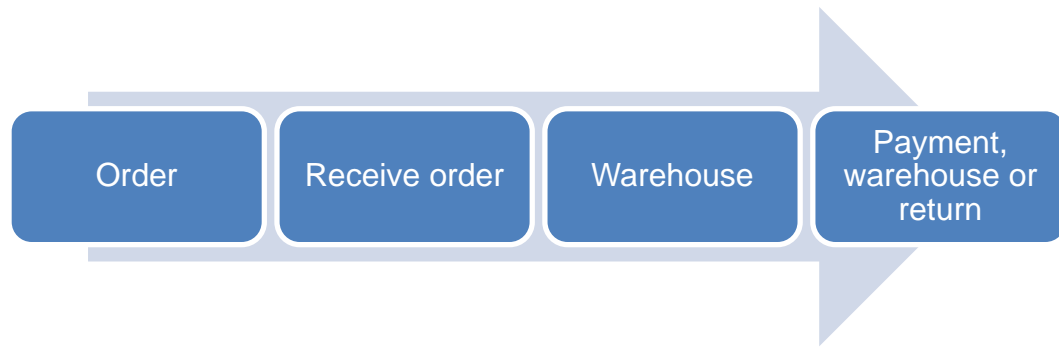 Order
Receive order
Warehouse
Payment,
warehouse or
return